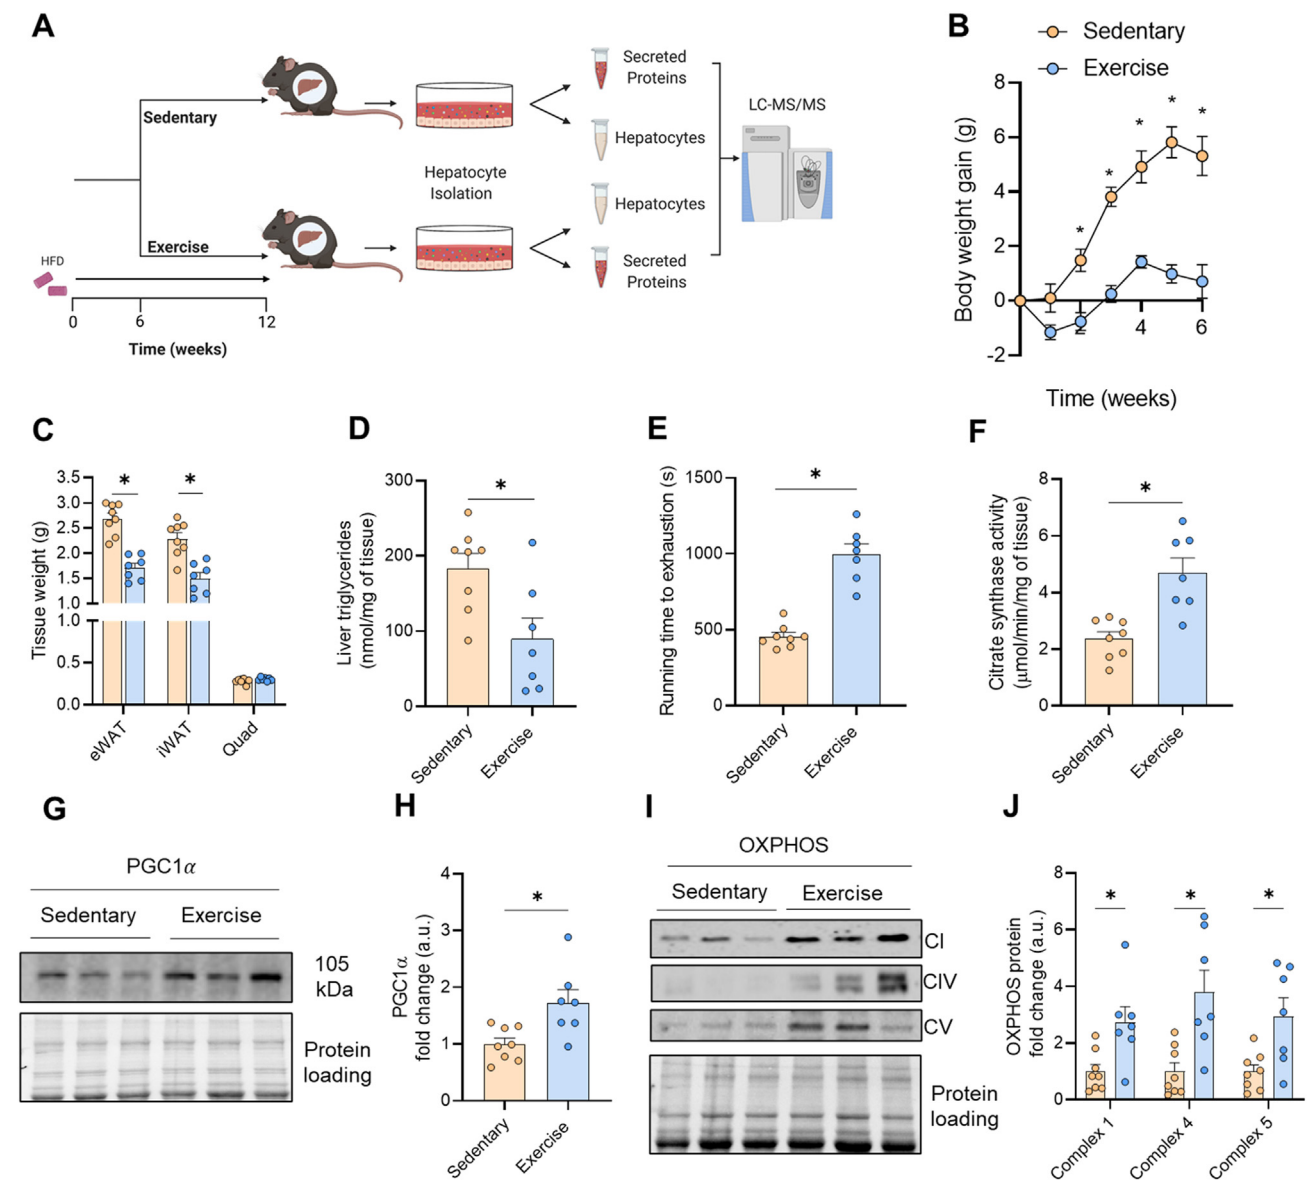 A
Sedentary
Exercise
HFD
0
6
12
Time (weeks)
Hepatocyte
Isolation
Secreted
Proteins
Hepatocytes
Hepatocytes
Secreted
Proteins
LC-MS/MS
B
Sedentary
Exercise
Body weight gain (g)
8
6
4
2
0
-2
*
*
*
*
*
4
6
Time (weeks)
C
Tissue weight (g)
3.5
3.0
2.5
2.0
1.5
1.0
1.0
0.5
0.0
*
*
eWAT
iWAT
Quad
D
Liver triglycerides
(nmol/mg of tissue)
300
200
100
0
*
Sedentary
Exercise
E
Running time to exhaustion (s)
1500
1000
500
0
*
Sedentary
Exercise
F
Citrate synthase activity
(μmol/min/mg of tissue)
8
6
4
2
0
*
Sedentary
Exercise
G
PGC1α
Sedentary
Exercise
105
kDa
Protein
loading
H
PGC1α
fold change (a.u.)
4
3
2
1
0
*
Sedentary
Exercise
I
OXPHOS
Sedentary
Exercise
CI
CIV
CV
Protein
loading
J
OXPHOS protein
fold change (a.u.)
8
6
4
2
0
*
*
*
Complex 1
Complex 4
Complex 5